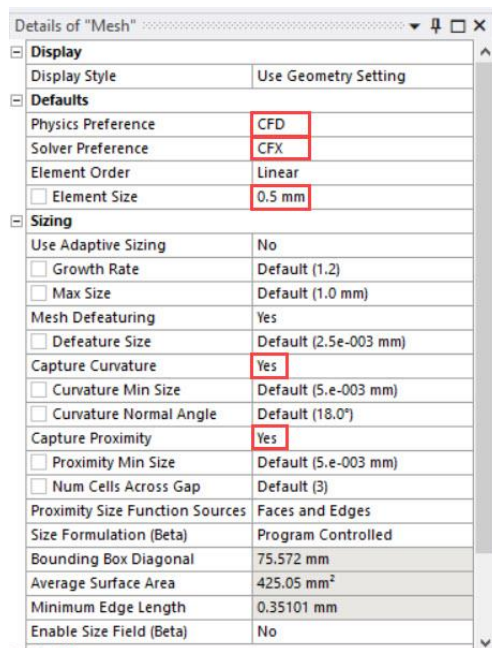 Details of "Mesh"
Display
Display Style Use Geometry Setting
Defaults
Physics Preference CFD
Solver Preference CFX
Element Order Linear
Element Size 0.5 mm
Sizing
Use Adaptive Sizing No
Growth Rate Default (1.2)
Max Size Default (1.0 mm)
Mesh Defeaturing Yes
Defeature Size Default (2.5e-003 mm)
Capture Curvature Yes
Curvature Min Size Default (5.e-003 mm)
Curvature Normal Angle Default (18.0°)
Capture Proximity Yes
Proximity Min Size Default (5.e-003 mm)
Num Cells Across Gap Default (3)
Proximity Size Function Sources Faces and Edges
Size Formulation (Beta) Program Controlled
Bounding Box Diagonal 75.572 mm
Average Surface Area 425.05 mm²
Minimum Edge Length 0.35101 mm
Enable Size Field (Beta) No